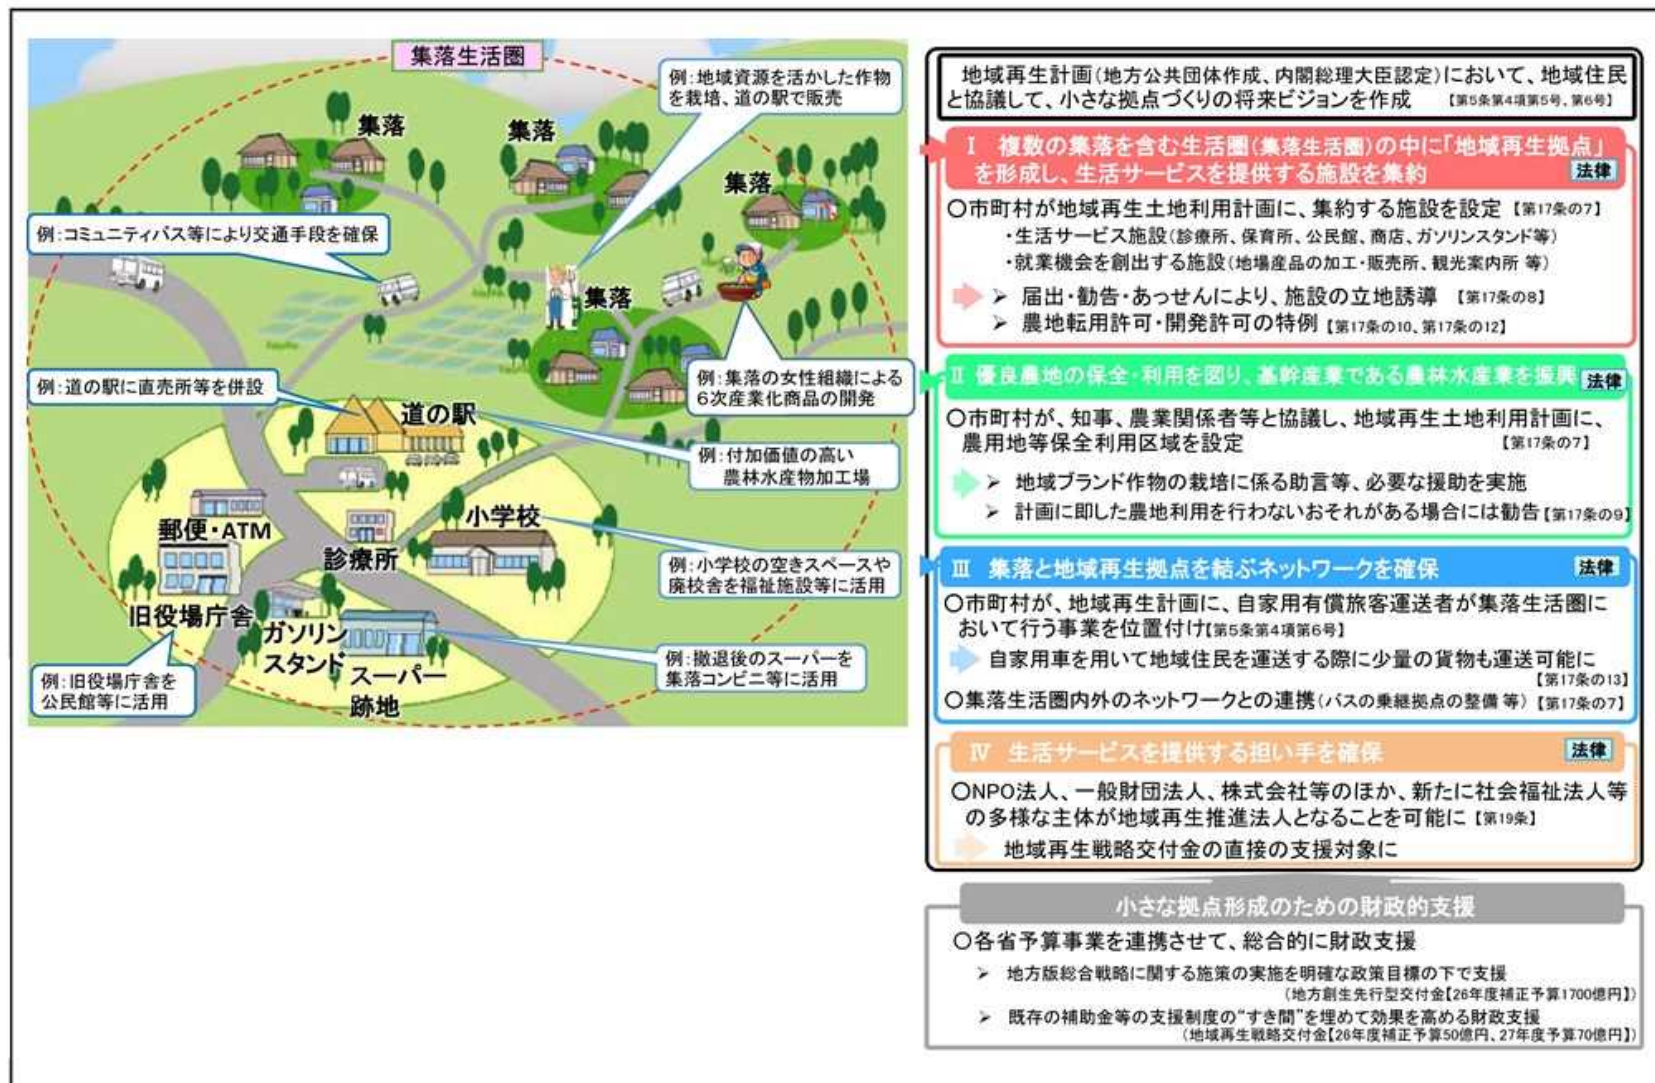 集落生活圏
例：地域資源を活かした作物
を栽培、道の駅で販売
集落
集落
集落
例：コミュニティバス等により交通手段を確保
集落
例：道の駅に直売所等を併設
例：集落の女性組織による
6次産業化商品の開発
道の駅
例：付加価値の高い
農林水産物加工場
郵便・ATM
小学校
診療所
例：小学校の空きスペースや
廃校舎を福祉施設等に活用
旧役場庁舎
ガソリン
スタンド
スーパー
跡地
例：撤退後のスーパーを
集落コンビニ等に活用
例：旧役場庁舎を
公民館等に活用
地域再生計画（地方公共団体作成、内閣総理大臣認定）において、地域住民
と協議して、小さな拠点づくりの将来ビジョンを作成 【第5条第4項第5号、第6号】
Ⅰ 複数の集落を含む生活圏（集落生活圏）の中に「地域再生拠点」
を形成し、生活サービスを提供する施設を集約 法律
○市町村が地域再生土地利用計画に、集約する施設を設定 【第17条の7】
・生活サービス施設（診療所、保育所、公民館、商店、ガソリンスタンド等）
・就業機会を創出する施設（地場産品の加工・販売所、観光案内所 等）
➢ 届出・勧告・あっせんにより、施設の立地誘導 【第17条の8】
➢ 農地転用許可・開発許可の特例 【第17条の10、第17条の12】
Ⅱ 優良農地の保全・利用を図り、基幹産業である農林水産業を振興 法律
○市町村が、知事、農業関係者等と協議し、地域再生土地利用計画に、
農用地等保全利用区域を設定 【第17条の7】
➢ 地域ブランド作物の栽培に係る助言等、必要な援助を実施
➢ 計画に即した農地利用を行わないおそれがある場合には勧告【第17条の9】
Ⅲ 集落と地域再生拠点を結ぶネットワークを確保 法律
○市町村が、地域再生計画に、自家用有償旅客運送者が集落生活圏に
おいて行う事業を位置付け【第5条第4項第6号】
自家用車を用いて地域住民を運送する際に少量の貨物も運送可能に
【第17条の13】
○集落生活圏内外のネットワークとの連携（バスの乗継拠点の整備 等） 【第17条の7】
Ⅳ 生活サービスを提供する担い手を確保 法律
○NPO法人、一般財団法人、株式会社等のほか、新たに社会福祉法人等
の多様な主体が地域再生推進法人となることを可能に 【第19条】
地域再生戦略交付金の直接の支援対象に
小さな拠点形成のための財政的支援
○各省予算事業を連携させて、総合的に財政支援
➢ 地方版総合戦略に関する施策の実施を明確な政策目標の下で支援
（地方創生先行型交付金【26年度補正予算1700億円】）
➢ 既存の補助金等の支援制度の“すき間”を埋めて効果を高める財政支援
（地域再生戦略交付金【26年度補正予算50億円、27年度予算70億円】）